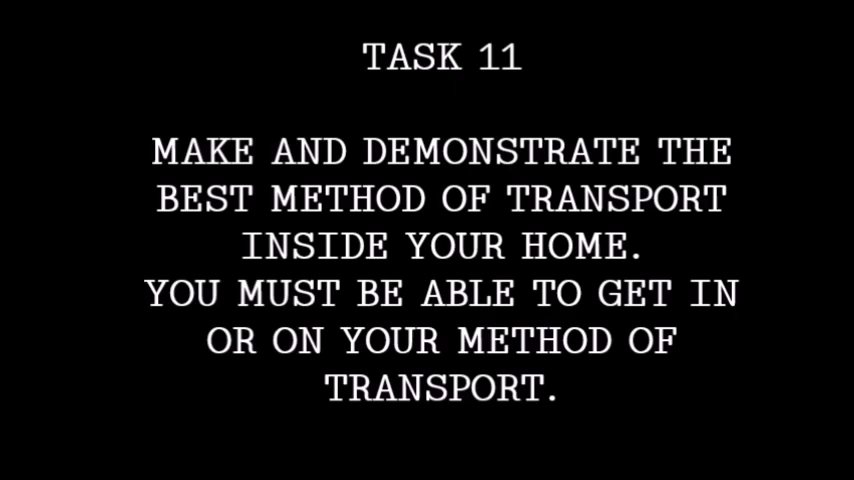 TASK 11
MAKE AND DEMONSTRATE THE
BEST METHOD OF TRANSPORT
INSIDE YOUR HOME.
YOU MUST BE ABLE TO GET IN
OR ON YOUR METHOD OF
TRANSPORT.